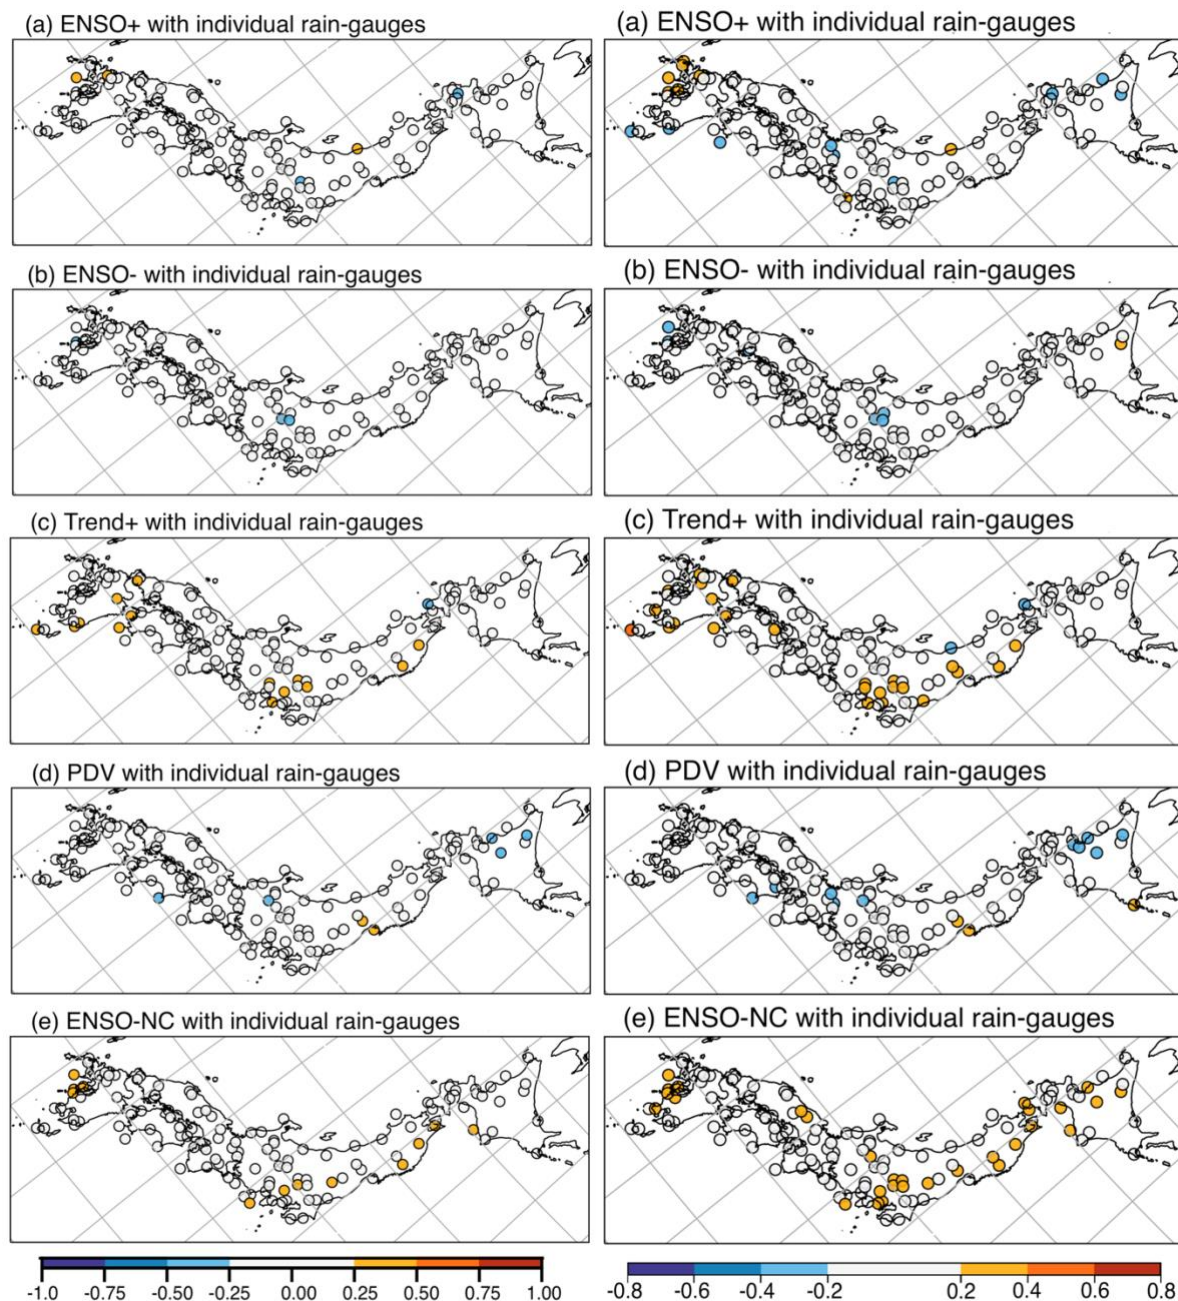 (a) ENSO+ with individual rain-gauges
(b) ENSO- with individual rain-gauges
(c) Trend+ with individual rain-gauges
(d) PDV with individual rain-gauges
(e) ENSO-NC with individual rain-gauges
-1.0 -0.75 -0.50 -0.25 0.00 0.25 0.50 0.75 1.00
(a) ENSO+ with individual rain-gauges
(b) ENSO- with individual rain-gauges
(c) Trend+ with individual rain-gauges
(d) PDV with individual rain-gauges
(e) ENSO-NC with individual rain-gauges
-0.8 -0.6 -0.4 -0.2 0.2 0.4 0.6 0.8